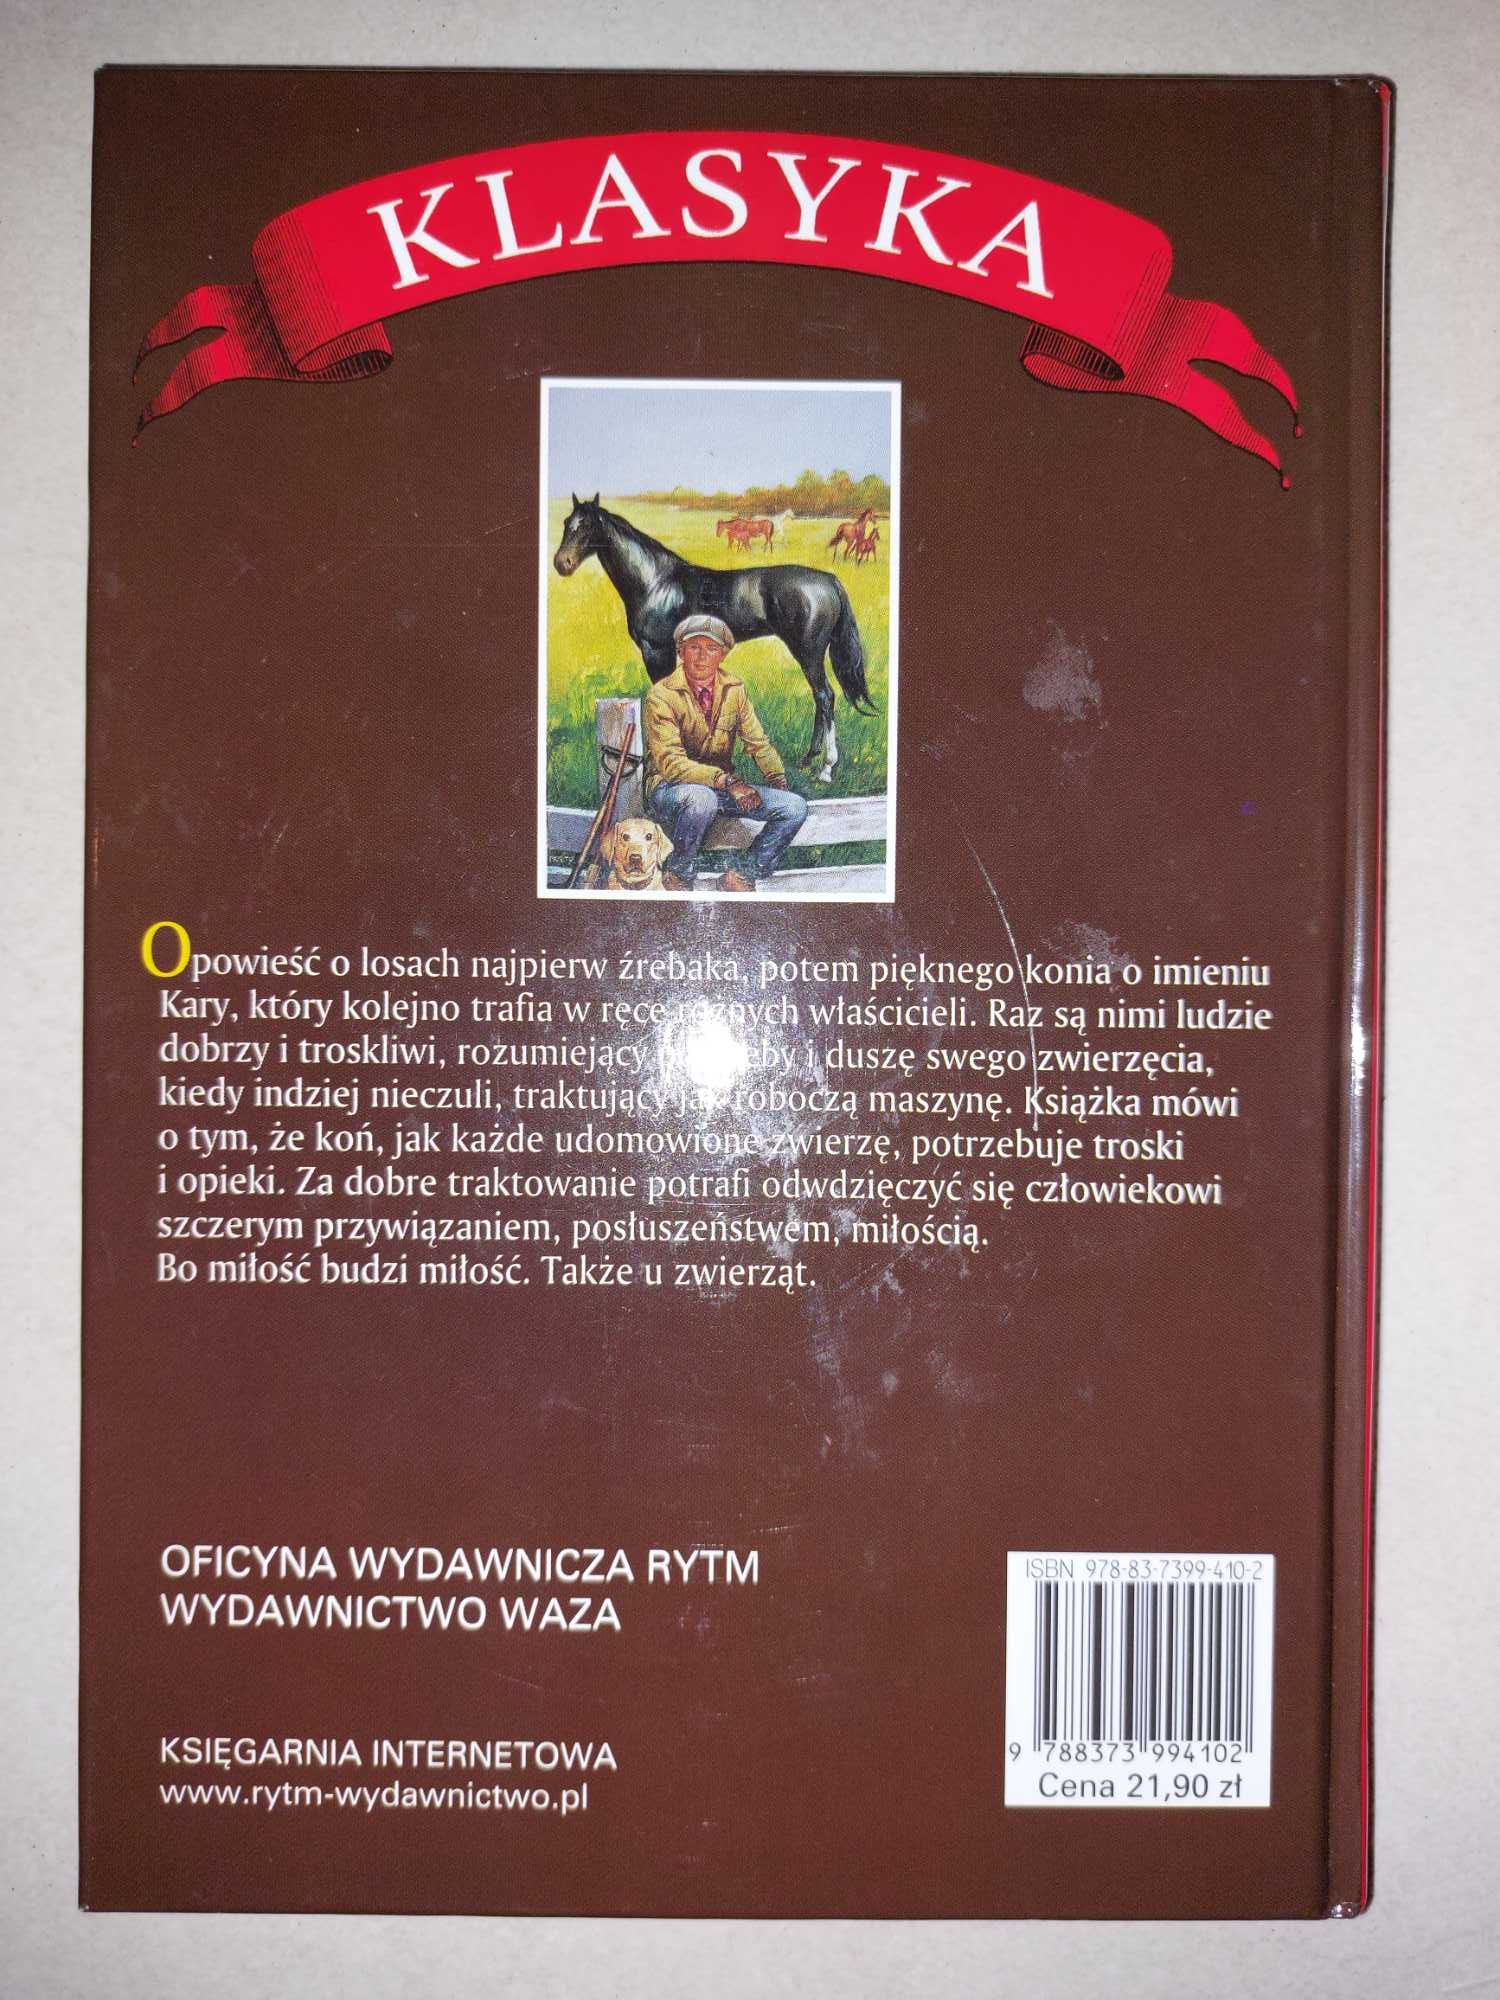 KLASYKA
Opowieść o losach najpierw źrebaka, potem pięknego konia o imieniu
Kary, który kolejno trafia w ręce różnych właścicieli. Raz są nimi ludzie
dobrzy i troskliwi, rozumiejący i duszę swego zwierzęcia,
kiedy indziej nieczuli, traktujący jak roboczą maszynę. Książka mówi
o tym, że koń, jak każde udomowione zwierzę, potrzebuje troski
i opieki. Za dobre traktowanie potrafi odwdzięczyć się człowiekowi
szczerym przywiązaniem, posłuszeństwem, miłością.
Bo miłość budzi miłość. Także u zwierząt.
OFICYNA WYDAWNICZA RYTM
WYDAWNICTWO WAZA
KSIĘGARNIA INTERNETOWA
www.rytm-wydawnictwo.pl
ISBN 978-83-7399-410-2
9 788373 994102
Cena 21,90 zł